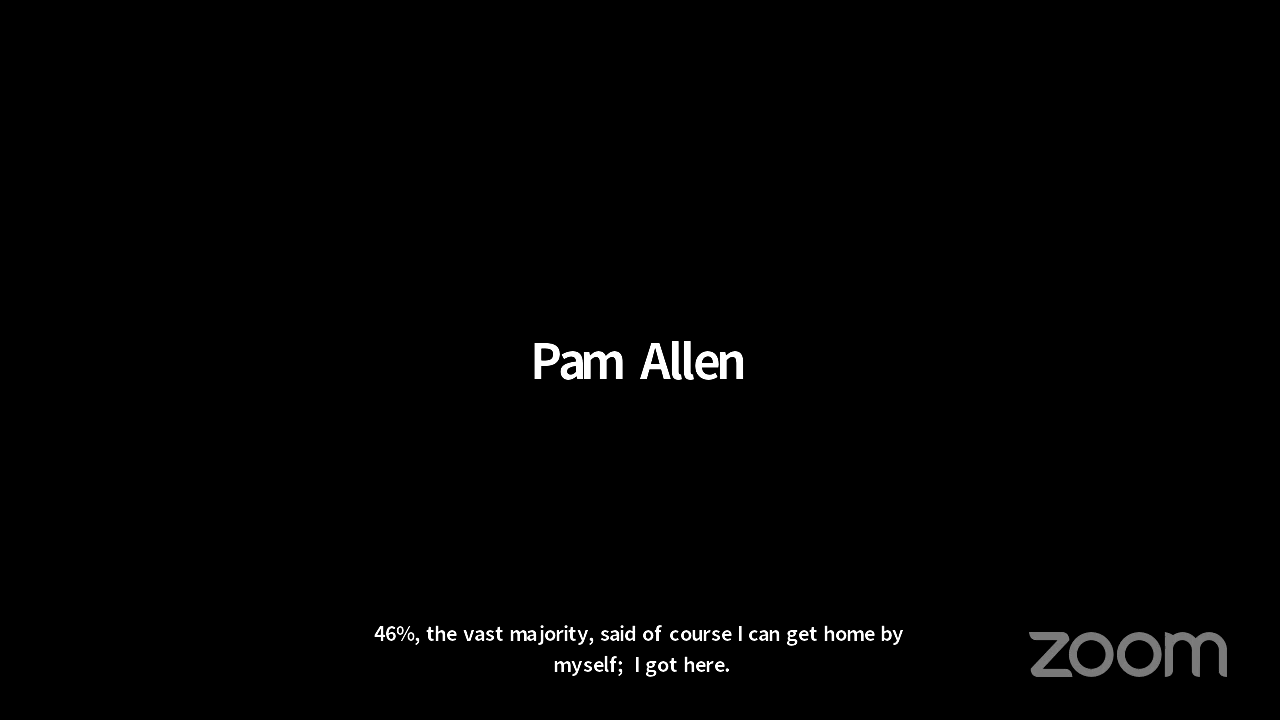 Pam Allen
46%, the vast majority, said of course I can get home by
myself;  I got here.
zoom